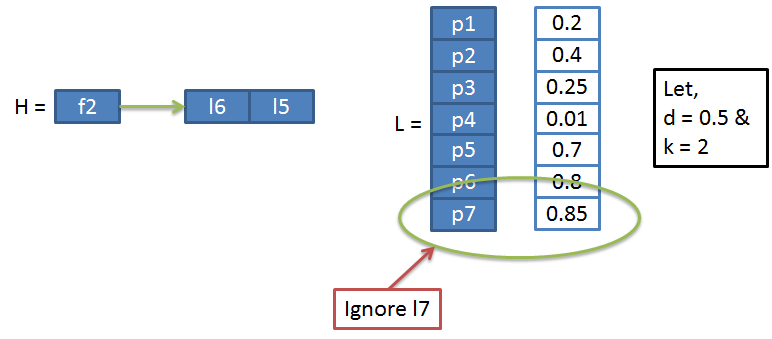 H =
f2
l6
l5
L =
p1
0.2
p2
0.4
p3
0.25
p4
0.01
p5
0.7
p6
0.8
p7
0.85
Let,
d = 0.5 &
k = 2
Ignore l7